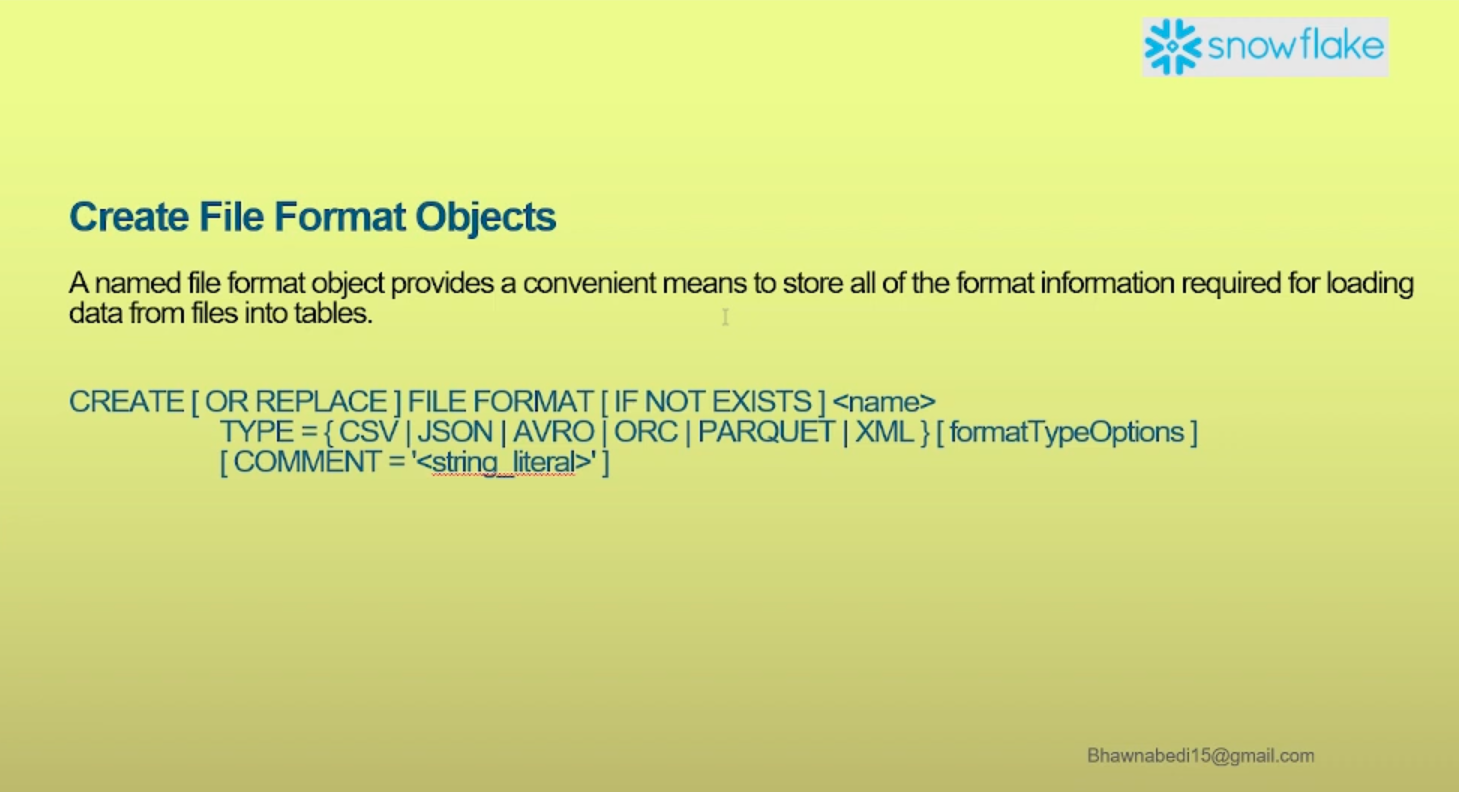 snowflake
Create File Format Objects
A named file format object provides a convenient means to store all of the format information required for loading
data from files into tables.
CREATE [ OR REPLACE ] FILE FORMAT [ IF NOT EXISTS ] <name>
TYPE = { CSV | JSON | AVRO | ORC | PARQUET | XML } [ formatTypeOptions ]
[ COMMENT = '<string_literal>' ]
Bhawnabedi15@gmail.com